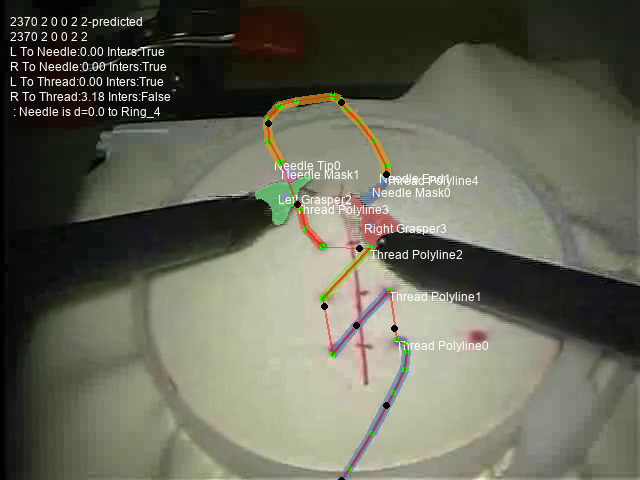 2370 2 0 0 2 2-predicted
2370 2 0 0 2 2
L To Needle:0.00 Inters:True
R To Needle:0.00 Inters:True
L To Thread:0.00 Inters:True
R To Thread:3.18 Inters:False
: Needle is d=0.0 to Ring_4
Needle Tip0
Needle Mask1
Needle End1
Thread Polyline4
Needle Mask0
Left Grasper2
Thread Polyline3
Right Grasper3
Thread Polyline2
Thread Polyline1
Thread Polyline0